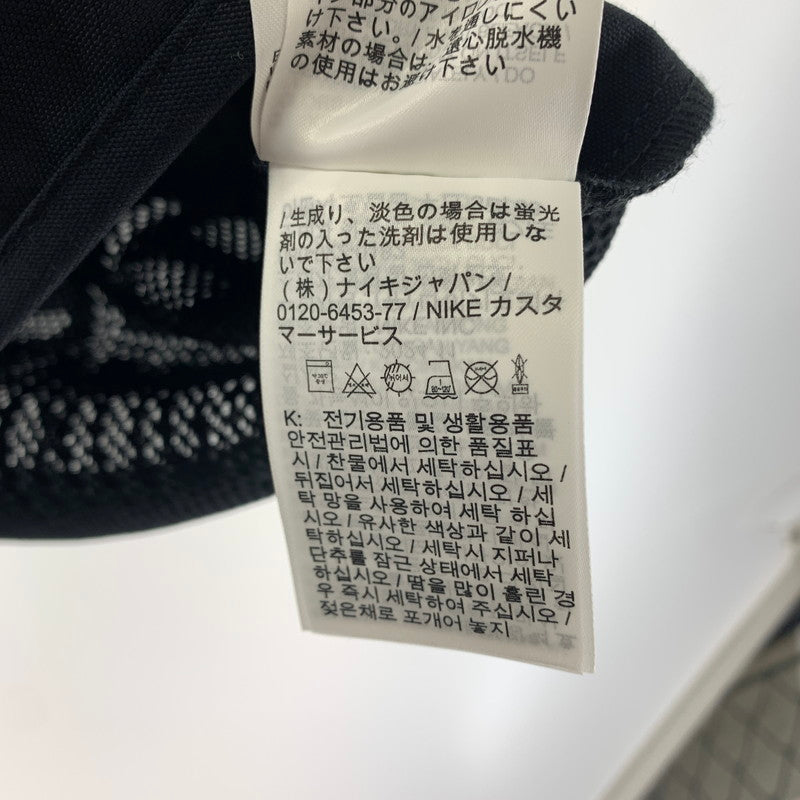 け下さい。/ 水を通しにくい
素材の場合は、遠心脱水機
の使用はお避け下さい
/ 生成り、淡色の場合は蛍光
剤の入った洗剤は使用しな
いで下さい
(株) ナイキジャパン /
0120-6453-77 / NIKE カスタ
マーサービス
K: 전기용품 및 생활용품
안전관리법에 의한 품질표
시 / 찬물에서 세탁하십시오 /
뒤집어서 세탁하십시오 / 세
탁 망을 사용하여 세탁 하십
시오 / 유사한 색상과 같이 세
탁하십시오 / 세탁시 지퍼나
단추를 잠근 상태에서 세탁
하십시오 / 땀을 많이 흘린 경
우 즉시 세탁하여 주십시오 /
젖은채로 포개어 놓지